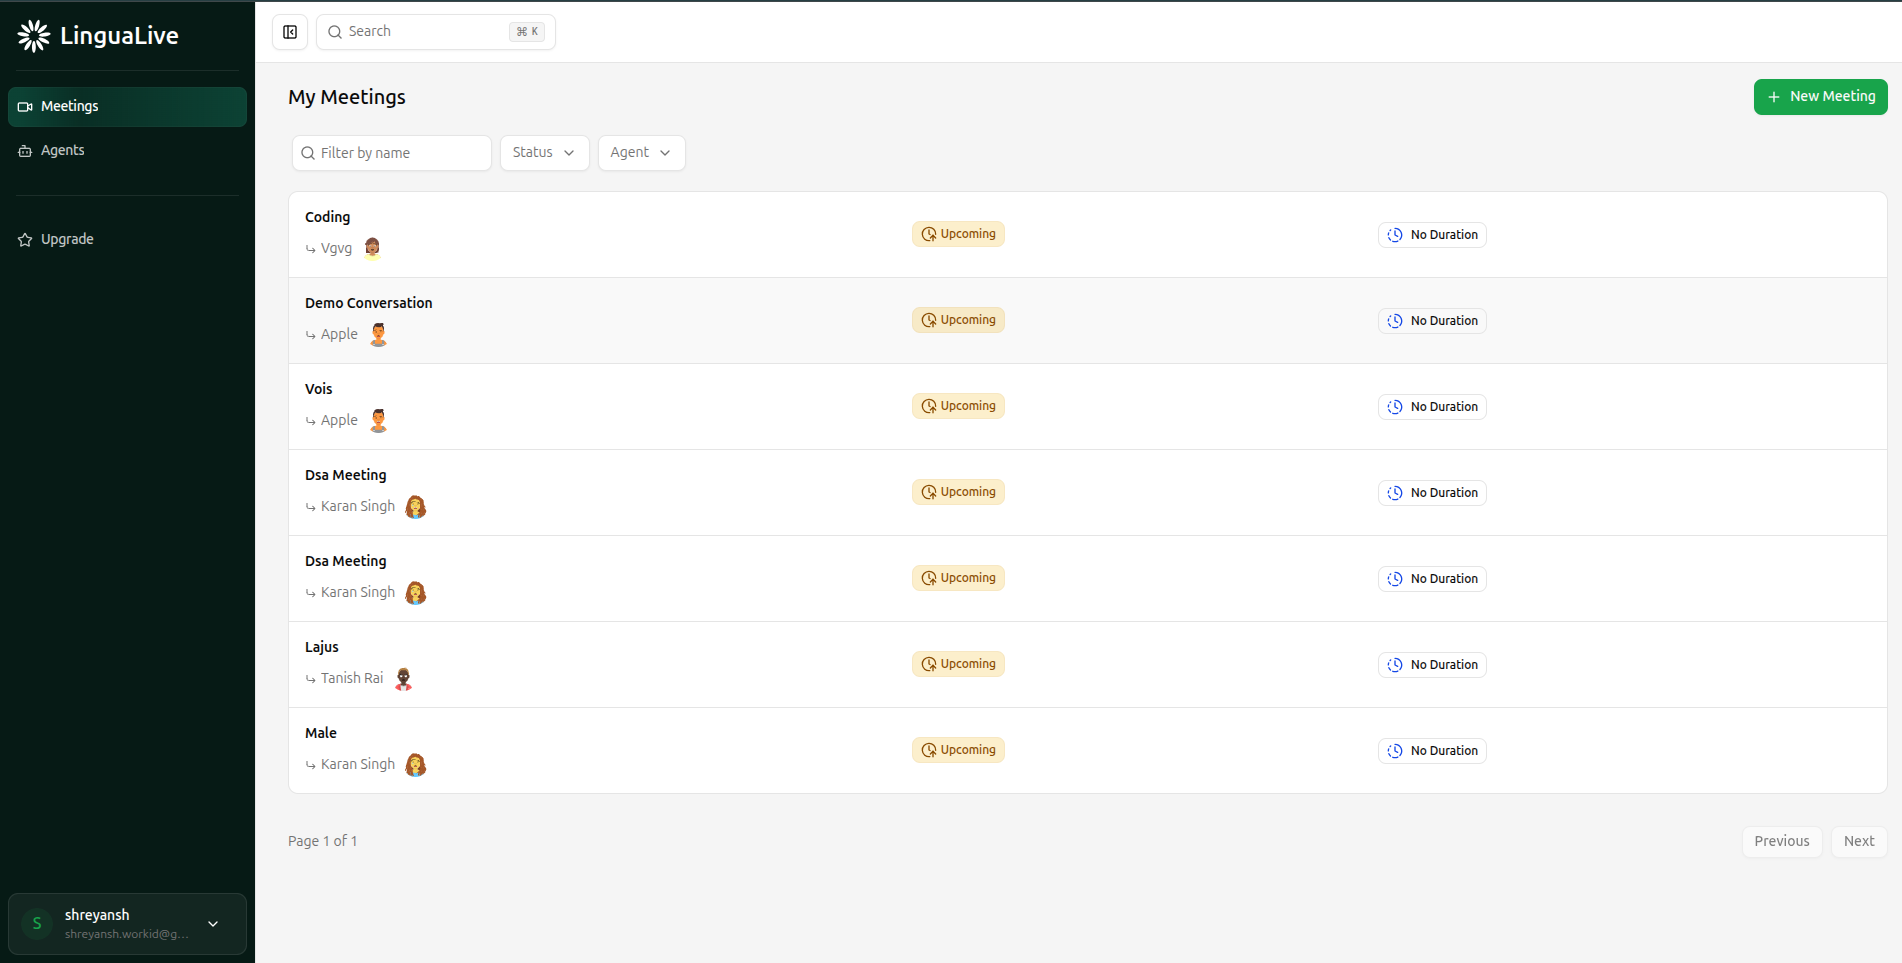 LinguaLive
Search
⌘ K
Meetings
Agents
Upgrade
My Meetings
New Meeting
Filter by name
Status
Agent
Coding
Vgvg
Upcoming
No Duration
Demo Conversation
Apple
Upcoming
No Duration
Vois
Apple
Upcoming
No Duration
Dsa Meeting
Karan Singh
Upcoming
No Duration
Dsa Meeting
Karan Singh
Upcoming
No Duration
Lajus
Tanish Rai
Upcoming
No Duration
Male
Karan Singh
Upcoming
No Duration
Page 1 of 1
Previous
Next
S
shreyansh
shreyansh.workid@g...